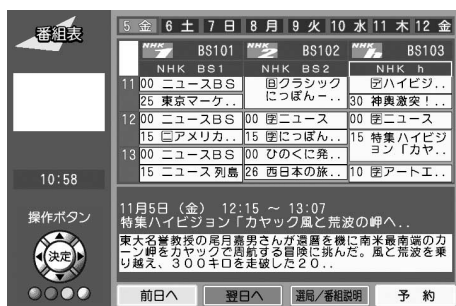 番組表
5 金 6 土 7 日 8 月 9 火 10 水 11 木 12 金
NHK 1 BS101 NHK 2 BS102 NHK h BS103
NHK BS1 NHK BS2 NHK h
11 00 ニュースBS 回クラシック デハイビジ..
にっぽんー..
25 東京マーケ.. 30 神輿激突!..
12 00 ニュースBS 00 字ニュース 00 字ニュース
15 二アメリカ.. 15 字にっぽん.. 15 特集ハイビジ
ョン「カヤ..
13 00 ニュースBS 00 ひのくに発..
15 ニュース列島 26 西日本の旅.. 10 字アートエ..
10:58
11月5日(金) 12:15 ~ 13:07
特集ハイビジョン「カヤック風と荒波の岬へ..
操作ボタン
東大名誉教授の尾月嘉男さんが還暦を機に南米最南端のカ
ーン岬をカヤックで周航する冒険に挑んだ。風と荒波を乗
り越え、300キロを走破した20..
決定
前日へ 翌日へ 選局/番組説明 予約